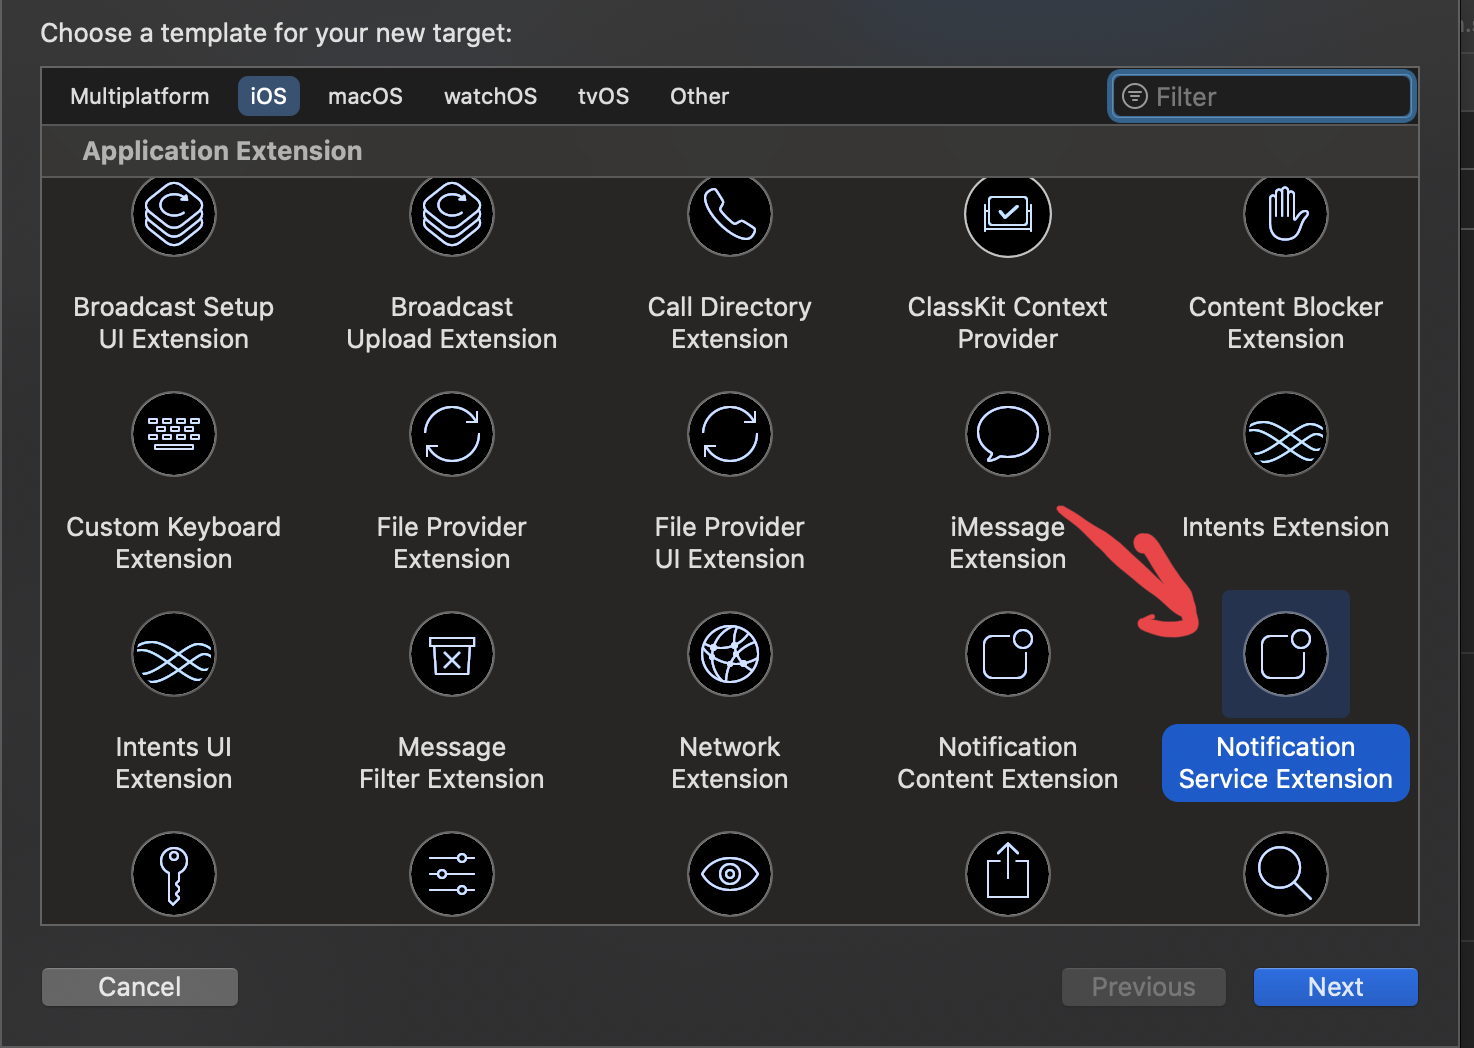 Choose a template for your new target:
Multiplatform iOS macOS watchOS tvOS Other Filter
Application Extension
Broadcast Setup
UI Extension
Broadcast
Upload Extension
Call Directory
Extension
ClassKit Context
Provider
Content Blocker
Extension
Custom Keyboard
Extension
File Provider
Extension
File Provider
UI Extension
iMessage
Extension
Intents Extension
Intents UI
Extension
Message
Filter Extension
Network
Extension
Notification
Content Extension
Notification
Service Extension
Cancel Previous Next